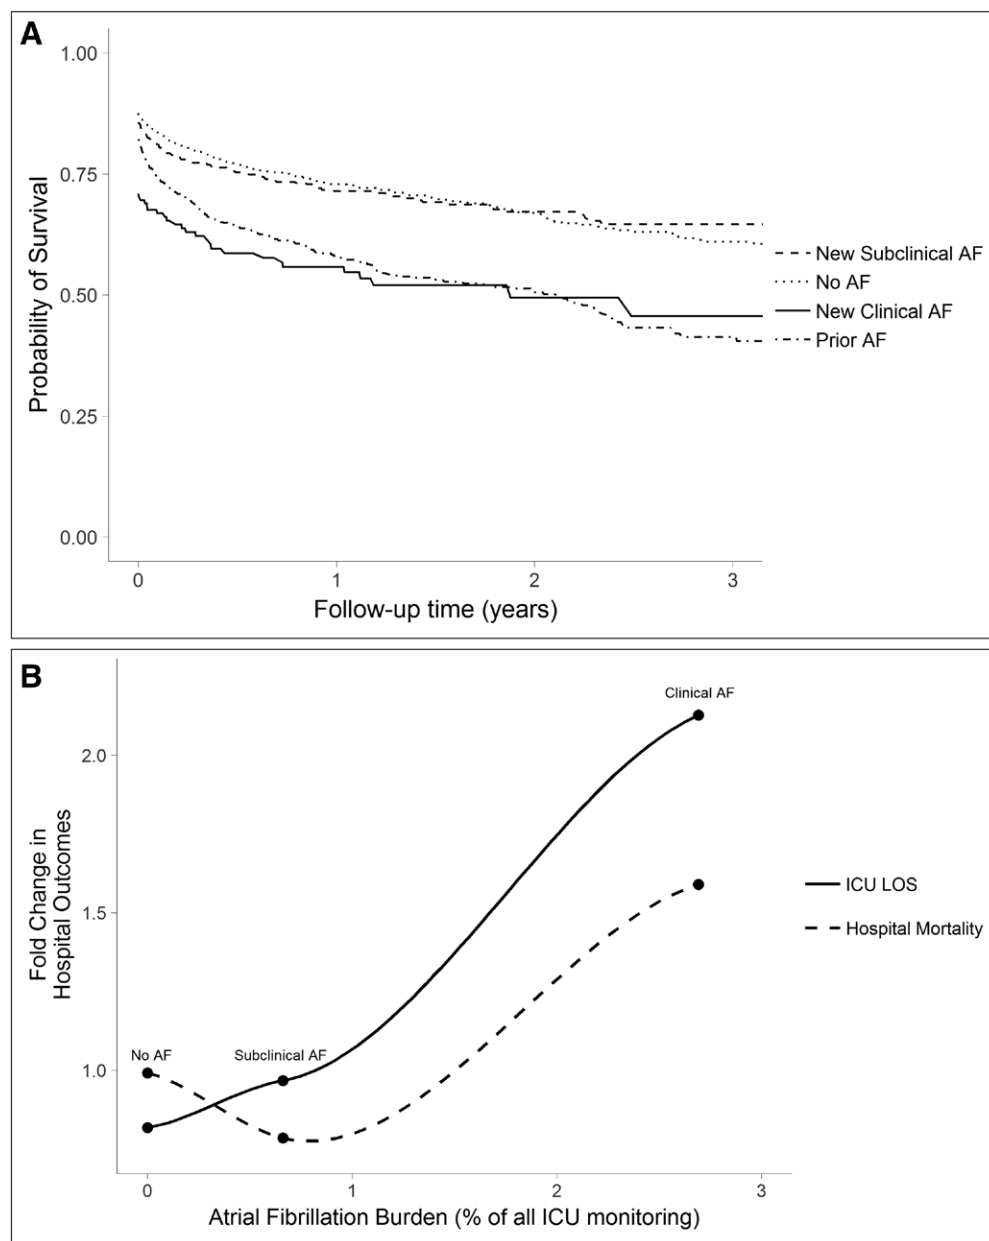 A
1.00
0.75
0.50
0.25
0.00
Probability of Survival
New Subclinical AF
No AF
New Clinical AF
Prior AF
0 1 2 3
Follow-up time (years)
B
2.0
1.5
1.0
Fold Change in
Hospital Outcomes
Clinical AF
No AF
Subclinical AF
ICU LOS
Hospital Mortality
0 1 2 3
Atrial Fibrillation Burden (% of all ICU monitoring)